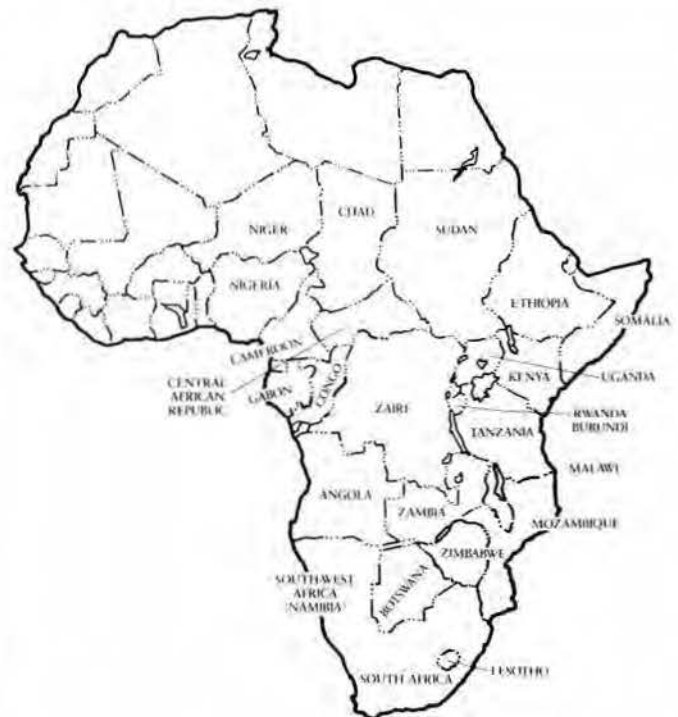 NIGER
CHAD
SUDAN
NIGERIA
ETHIOPIA
SOMALIA
CAMEROON
CENTRAL
AFRICAN
REPUBLIC
GABON
CONGO
ZAIRE
KENYA
UGANDA
RWANDA
BURUNDI
TANZANIA
MALAWI
ANGOLA
ZAMBIA
MOZAMBIQUE
ZIMBABWE
SOUTH-WEST
AFRICA
(NAMIBIA)
BOTSWANA
SOUTH AFRICA
LESOTHO